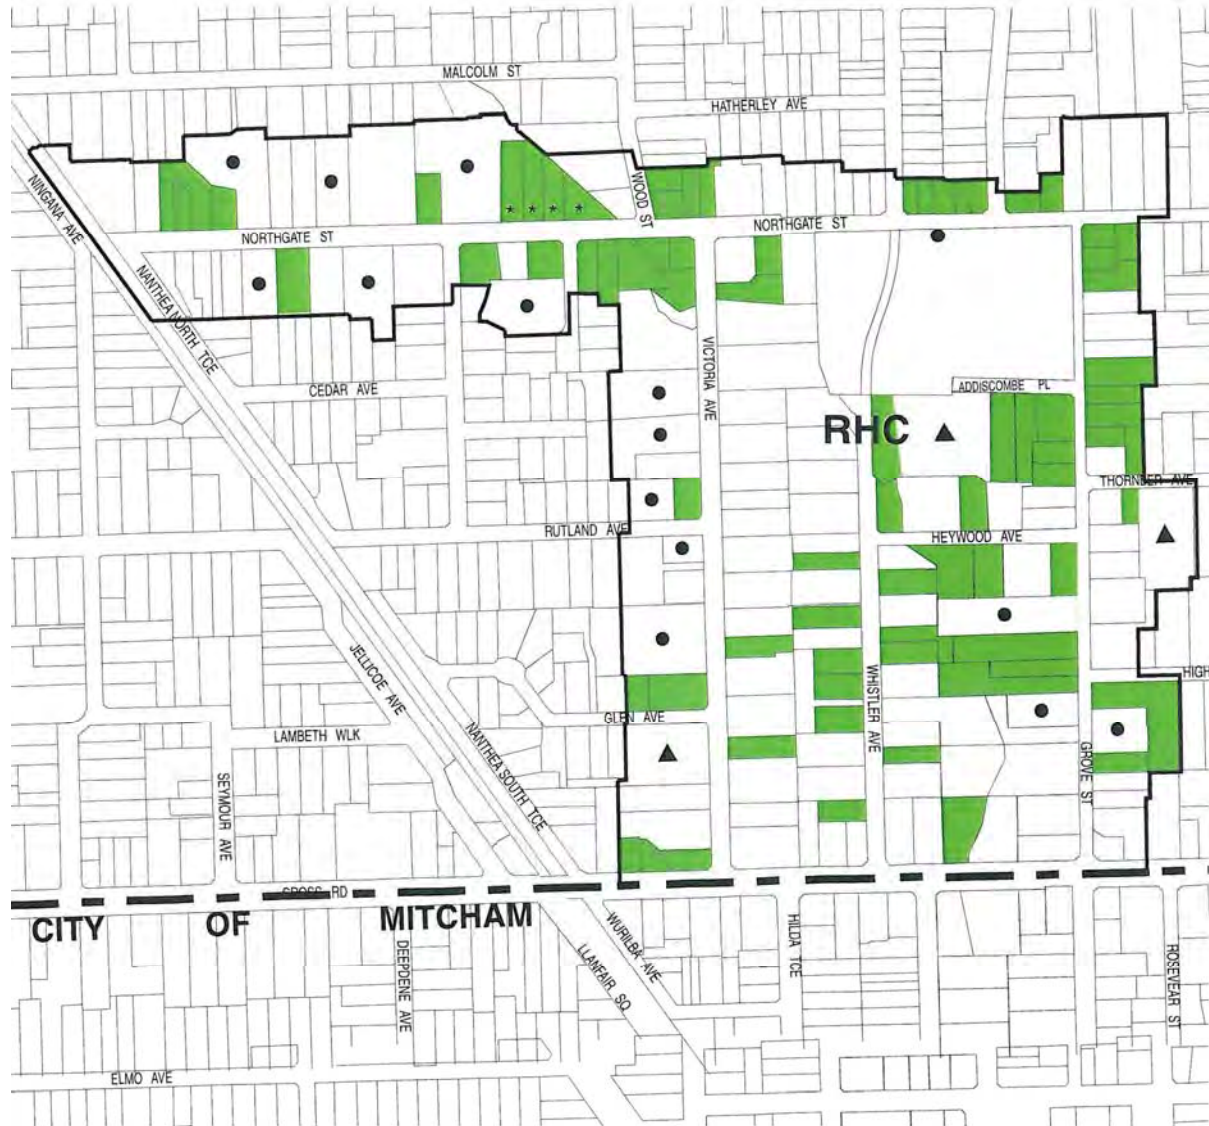 MALCOLM ST
HATHERLEY AVE
NINGANA AVE
WOOD ST
NORTHGATE ST
NORTHGATE ST
NANTHEA NORTH TCE
VICTORIA AVE
CEDAR AVE
ADDISCOMBE PL
RHC
THORNBER AVE
RUTLAND AVE
HEYWOOD AVE
JELLICOE AVE
WHISTLER AVE
HIGH
GLEN AVE
LAMBETH WLK
NANTHEA SOUTH TCE
GROVE ST
SEYMOUR AVE
CROSS RD
CITY OF MITCHAM
DEEPDENE AVE
WURILBA AVE
LLANFAIR SQ
HILDA TCE
ROSEVEAR ST
ELMO AVE